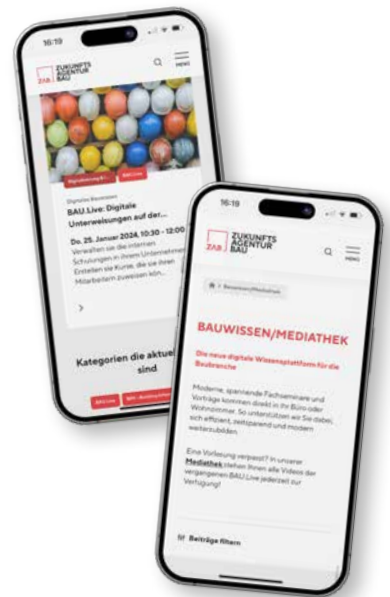 16:19
ZAB.
ZUKUNFTS
AGENTUR
BAU
MENÜ
BAU.Live
Digitales Bauwissen
BAU.Live: Digitale
Unterweisungen auf der...
Do. 25. Januar 2024, 10:30 - 12:00
Verwalten sie die internen
Schulungen in ihrem Unternehmen
Erstellen sie Kurse, die sie ihren
Mitarbeitern zuweisen kön...
Kategorien die aktue
sind
BAU.Live
16:19
ZAB.
ZUKUNFTS
AGENTUR
BAU
MENÜ
Bauwissen/Mediathek
BAUWISSEN/MEDIATHEK
Die neue digitale Wissensplattform für die
Baubranche
Moderne, spannende Fachseminare und
Vorträge kommen direkt in Ihr Büro oder
Wohnzimmer. So unterstützen wir Sie dabei,
sich effizient, zeitsparend und modern
weiterzubilden.
Eine Vorlesung verpasst? In unserer
Mediathek stehen Ihnen alle Videos der
vergangenen BAU.Live jederzeit zur
Verfügung!
Beiträge filtern